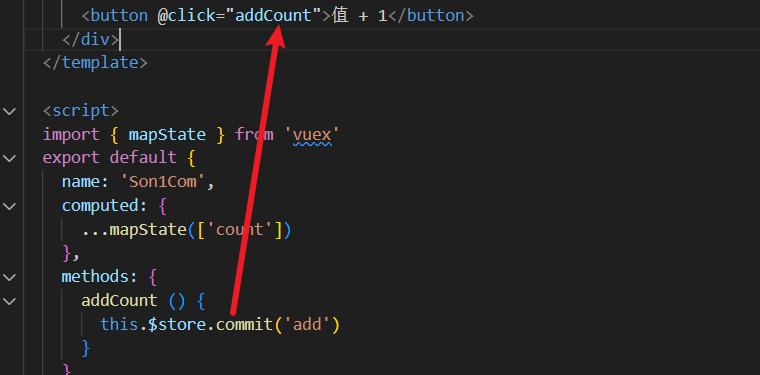 <button @click="addCount">值 + 1</button>
</div>
</template>
<script>
import { mapState } from 'vuex'
export default {
name: 'Son1Com',
computed: {
...mapState(['count'])
},
methods: {
addCount () {
this.$store.commit('add')
}
}